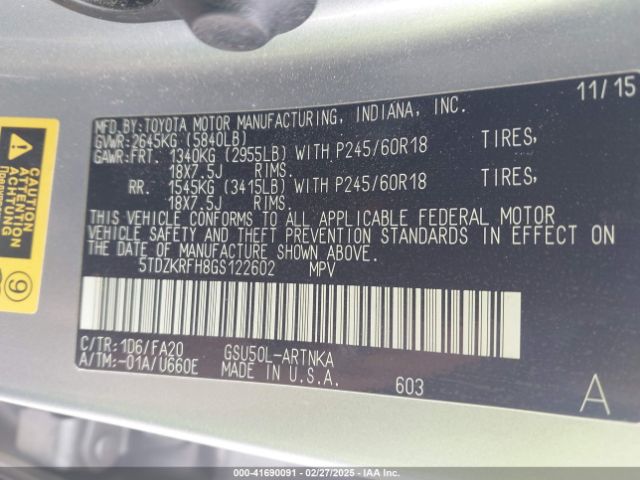 11/15
MFD.BY:TOYOTA MOTOR MANUFACTURING, INDIANA, INC.
GVWR:2645KG (5840LB)
GAWR:FRT. 1340KG (2955LB) WITH P245/60R18 TIRES,
18X7.5J RIMS.
RR. 1545KG (3415LB) WITH P245/60R18 TIRES,
18X7.5J RIMS.
THIS VEHICLE CONFORMS TO ALL APPLICABLE FEDERAL MOTOR
VEHICLE SAFETY AND THEFT PREVENTION STANDARDS IN EFFECT ON
THE DATE OF MANUFACTURE SHOWN ABOVE.
5TDZKRFH8GS122602 MPV
C/TR:1D6/FA20 GSU50L-ARTNKA
A/TM:-01A/U660E MADE IN U.S.A. 603 A
ATTENTION
ACHTUNG
9
000-41690091 - 02/27/2025 - IAA Inc.